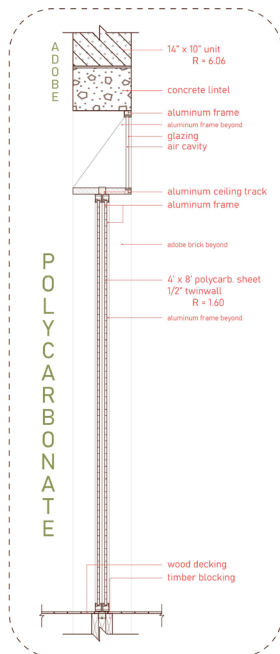 ADOBE
14" x 10" unit
R = 6.06
concrete lintel
aluminum frame
aluminum frame beyond
glazing
air cavity
aluminum ceiling track
aluminum frame
adobe brick beyond
POLYCARBONATE
4' x 8' polycarb. sheet
1/2" twinwall
R = 1.60
aluminum frame beyond
wood decking
timber blocking